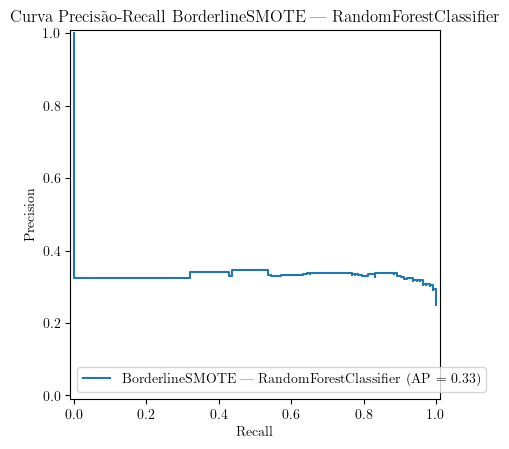 Curva Precisão-Recall BorderlineSMOTE — RandomForestClassifier
1.0
0.8
0.6
0.4
0.2
0.0
Precision
BorderlineSMOTE — RandomForestClassifier (AP = 0.33)
0.0 0.2 0.4 0.6 0.8 1.0
Recall